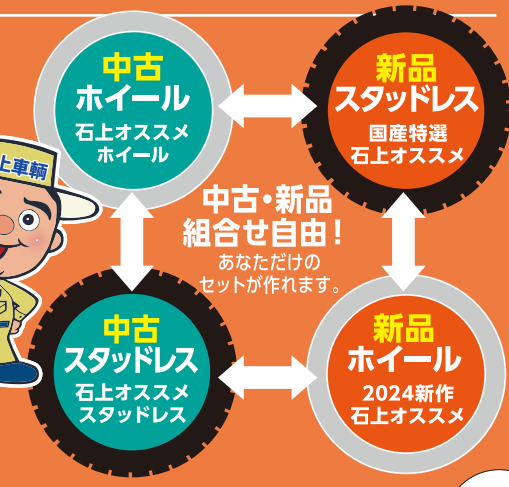 中古
ホイール
石上オススメ
ホイール
新品
スタッドレス
国産特選
石上オススメ
上車輌
中古・新品
組合せ自由!
あなただけの
セットが作れます。
中古
スタッドレス
石上オススメ
スタッドレス
新品
ホイール
2024新作
石上オススメ